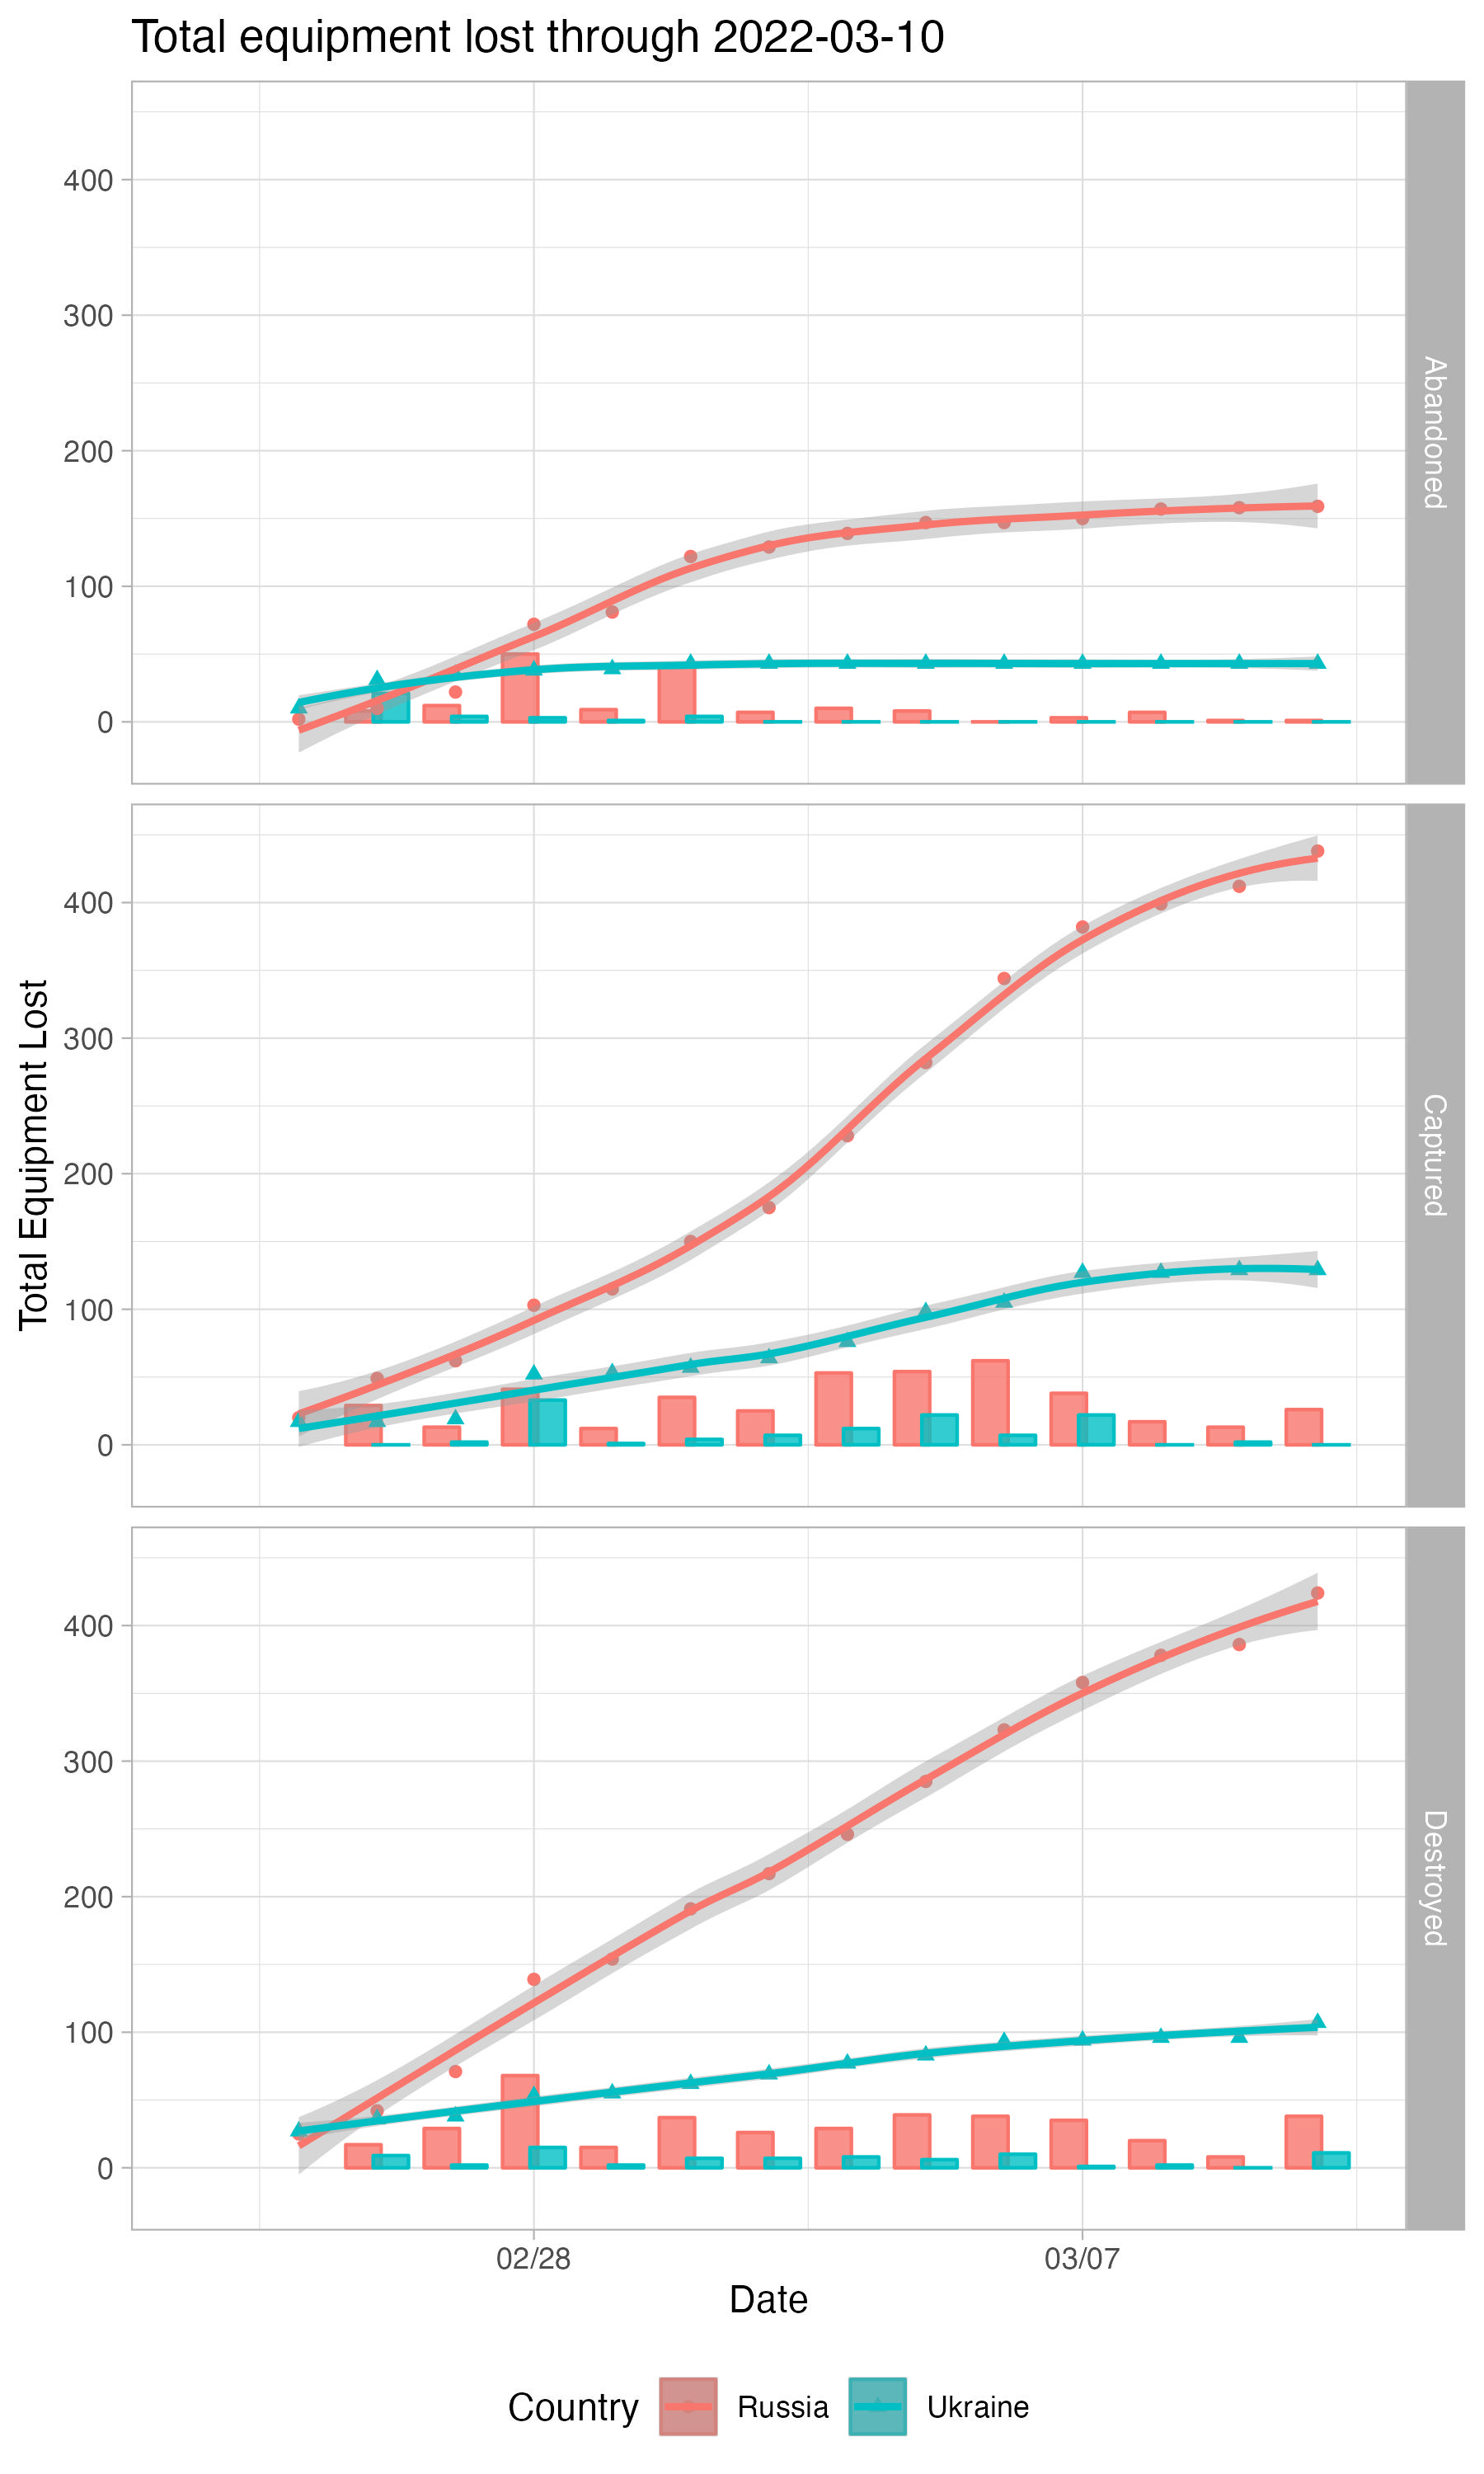 Total equipment lost through 2022-03-10
400
300
200
100
0
Abandoned
Total Equipment Lost
400
300
200
100
0
Captured
400
300
200
100
0
Destroyed
02/28 03/07
Date
Country Russia Ukraine